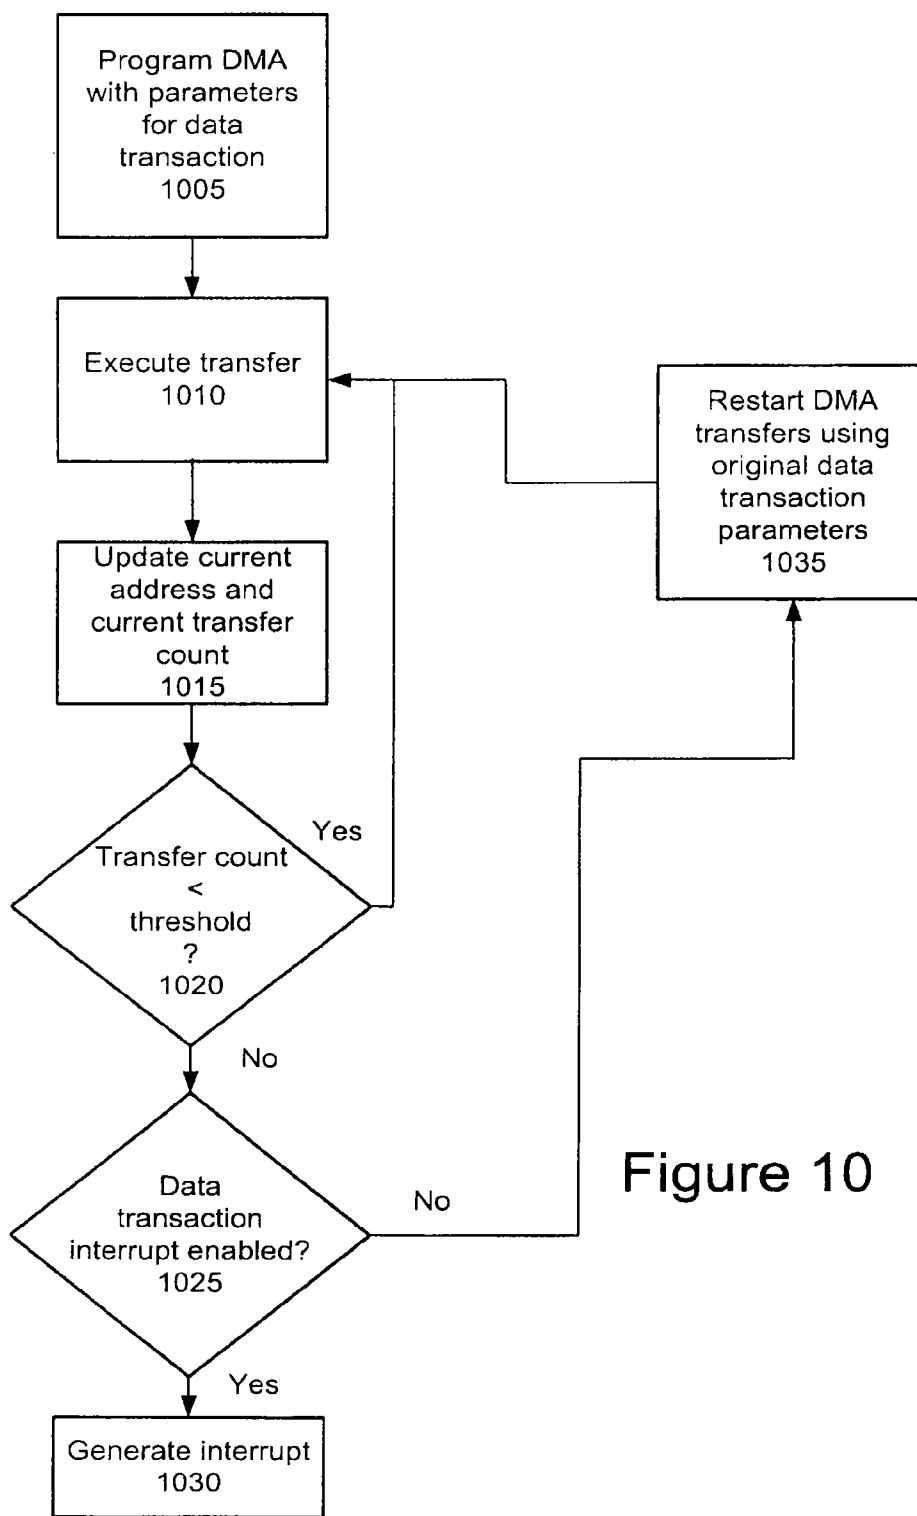 Program DMA
with parameters
for data
transaction
1005
Execute transfer
1010
Restart DMA
transfers using
original data
transaction
parameters
1035
Update current
address and
current transfer
count
1015
Yes
Transfer count
<
threshold
?
1020
No
Data
transaction
interrupt enabled?
1025
No
Figure 10
Yes
Generate interrupt
1030